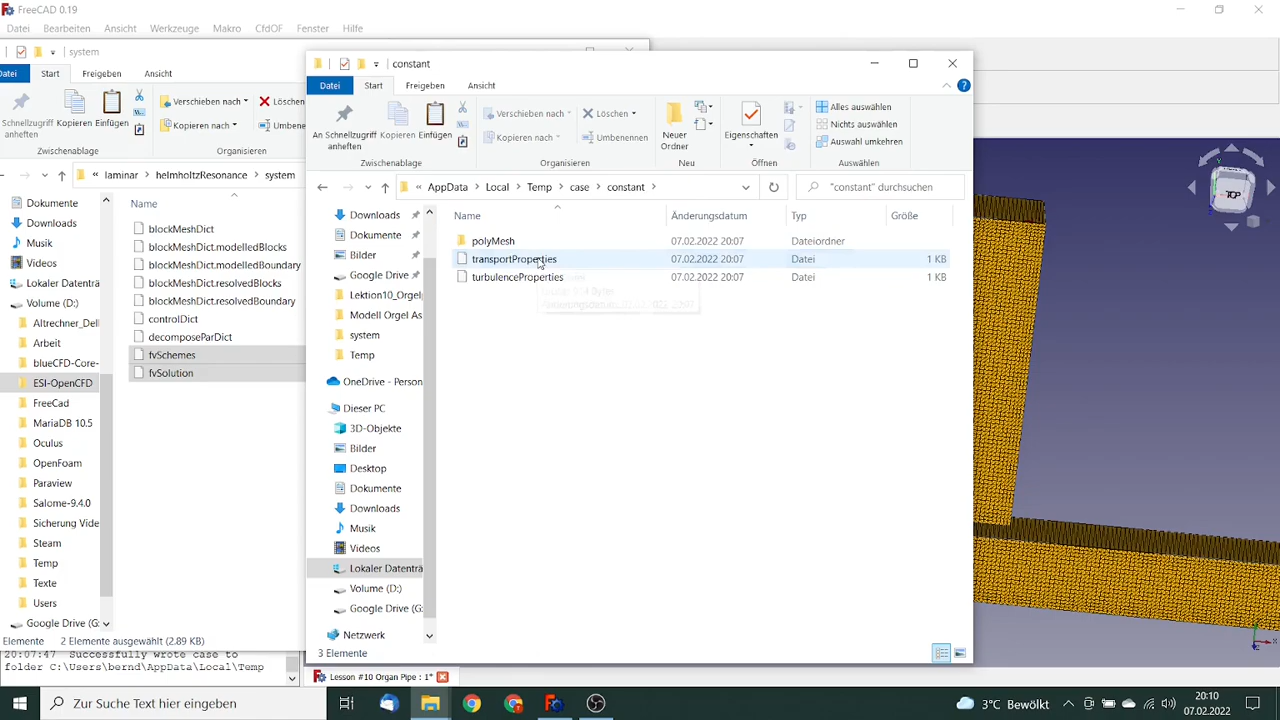 FreeCAD 0.19
Datei Bearbeiten Ansicht Werkzeuge Makro CfdOF Fenster Hilfe
system
Datei Start Freigeben Ansicht
Schnellzugriff anheften
Kopieren Einfügen
Verschieben nach
Kopieren nach
Löschen
Umbene
Zwischenablage
Organisieren
laminar helmholtzResonance system
Name
Dokumente
Downloads
Musik
Videos
Lokaler Datenträ
Volume (D:)
Altrechner_Dell
Arbeit
blueCFD-Core-
ESI-OpenCFD
FreeCad
MariaDB 10.5
Oculus
OpenFoam
Paraview
Salome-9.4.0
Sicherung Vide
Steam
Temp
Texte
Users
Google Drive (G:
blockMeshDict
blockMeshDict.modelledBlocks
blockMeshDict.modelledBoundary
blockMeshDict.resolvedBlocks
blockMeshDict.resolvedBoundary
controlDict
decomposeParDict
fvSchemes
fvSolution
Elemente 2 Elemente ausgewählt (2.89 KB)
20:07:47 Successfully wrote case to
folder C:\Users\bernd\AppData\Local\Temp
constant
Datei Start Freigeben Ansicht
An Schnellzugriff anheften
Kopieren Einfügen
Verschieben nach
Kopieren nach
Löschen
Umbenennen
Neuer Ordner
Eigenschaften
Alles auswählen
Nichts auswählen
Auswahl umkehren
Zwischenablage Organisieren Neu Öffnen Auswählen
« AppData Local Temp case constant
"constant" durchsuchen
Name Änderungsdatum Typ Größe
polyMesh 07.02.2022 20:07 Dateiordner
transportProperties 07.02.2022 20:07 Datei 1 KB
turbulenceProperties 07.02.2022 20:07 Datei 1 KB
Downloads
Dokumente
Bilder
Google Drive
Lektion10_Orgel
Modell Orgel As
system
Temp
OneDrive - Person
Dieser PC
3D-Objekte
Bilder
Desktop
Dokumente
Downloads
Musik
Videos
Lokaler Datenträ
Volume (D:)
Google Drive (G:
Netzwerk
3 Elemente
TOP
Lesson #10 Organ Pipe : 1*
Zur Suche Text hier eingeben
3°C Bewölkt
20:10
07.02.2022